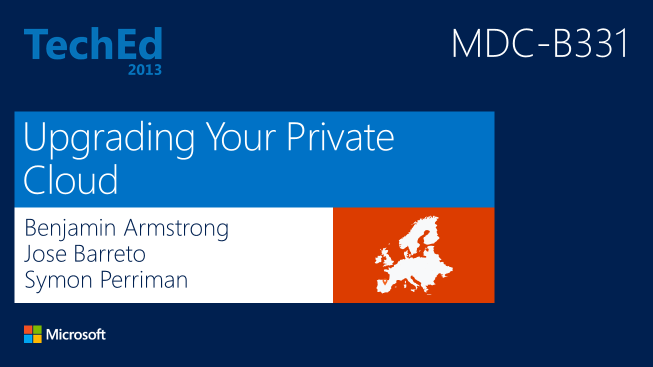 TechEd
2013
MDC-B331
Upgrading Your Private
Cloud
Benjamin Armstrong
Jose Barreto
Symon Perriman
Microsoft